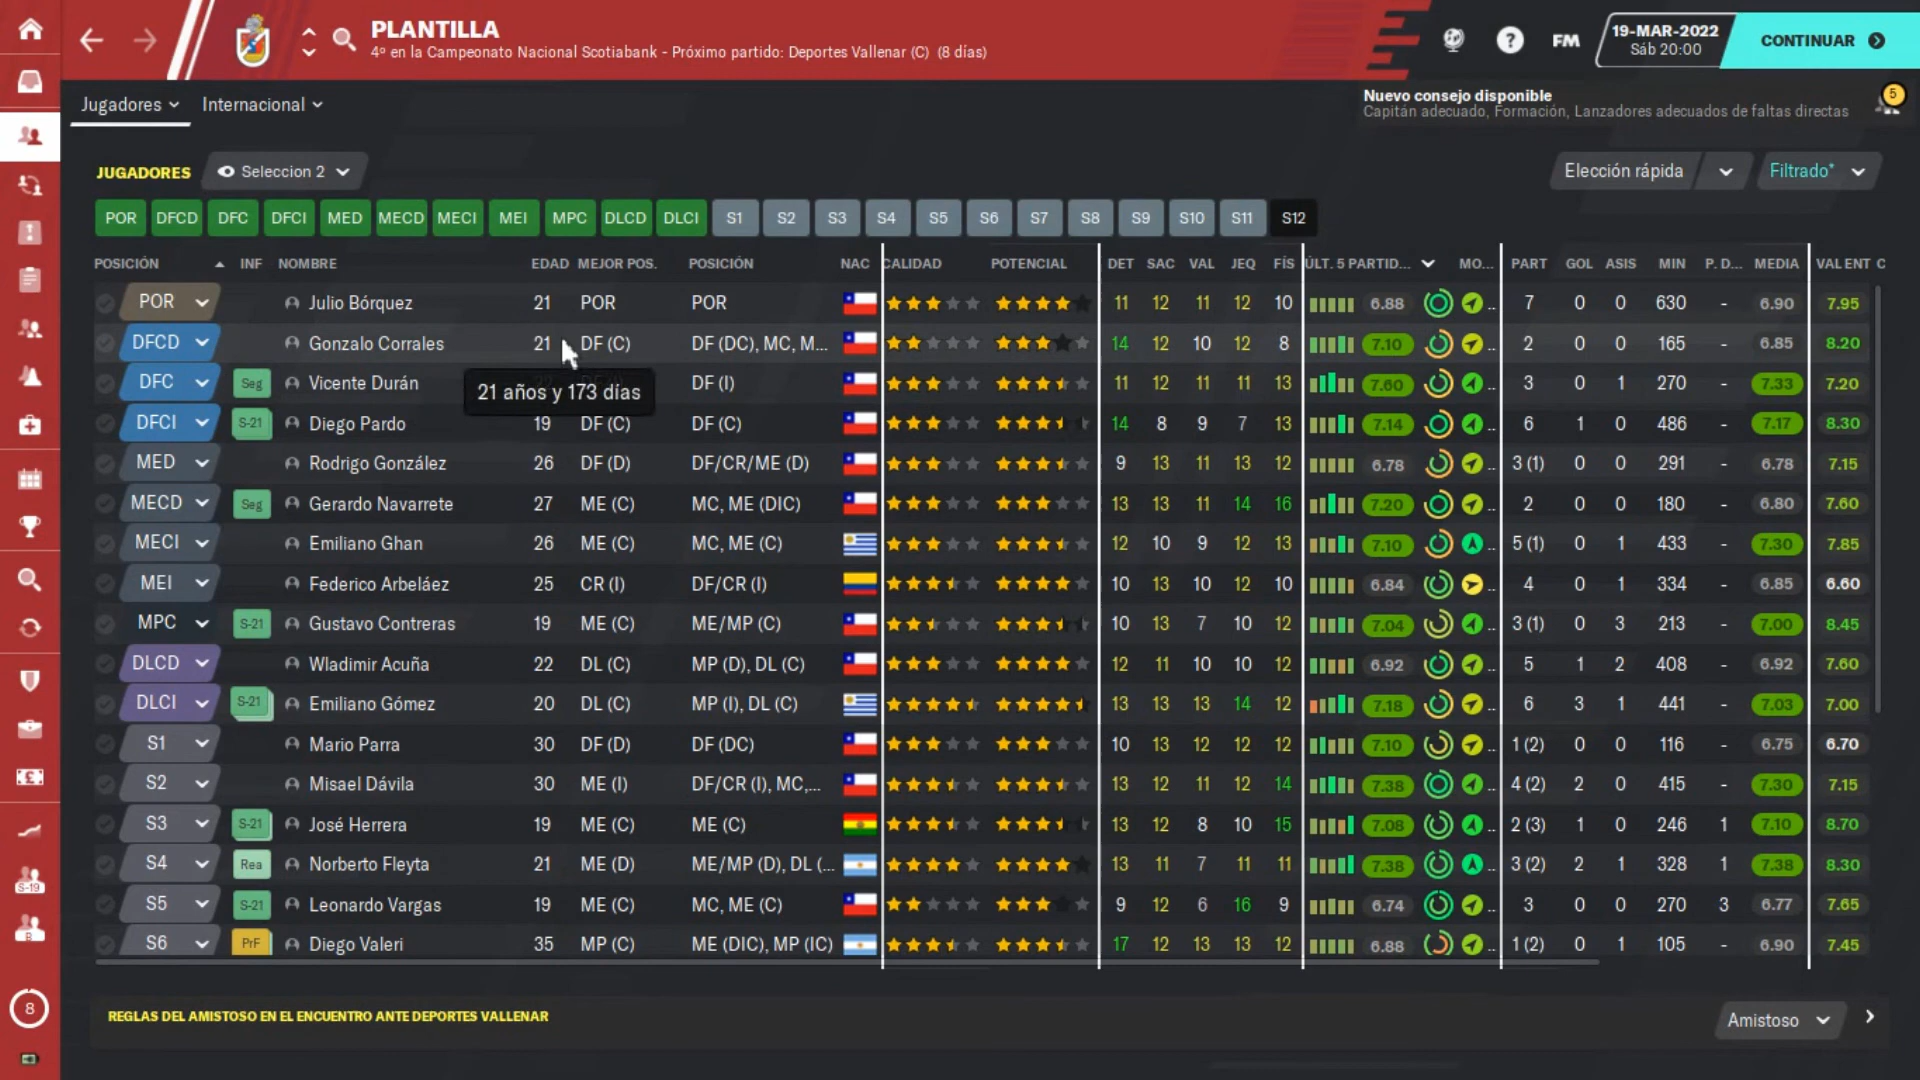 PLANTILLA
4º en la Campeonato Nacional Scotiabank - Próximo partido: Deportes Vallenar (C) (8 días)
FM
19-MAR-2022
Sáb 20:00
CONTINUAR
Jugadores Internacional
Nuevo consejo disponible
Capitán adecuado, Formación, Lanzadores adecuados de faltas directas
5
JUGADORES Seleccion 2 Elección rápida Filtrado*
POR DFCD DFC DFCI MED MECD MECI MEI MPC DLCD DLCI S1 S2 S3 S4 S5 S6 S7 S8 S9 S10 S11 S12
POSICIÓN INF NOMBRE EDAD MEJOR POS. POSICIÓN NAC CALIDAD POTENCIAL DET SAC VAL JEQ FÍS ÚLT. 5 PARTID... MO... PART GOL ASIS MIN P. D... MEDIA VAL ENT C
POR Julio Bórquez 21 POR POR 11 12 11 12 10 6.88 .. 7 0 0 630 - 6.90 7.95
DFCD Gonzalo Corrales 21 DF (C) DF (DC), MC, M... 14 12 10 12 8 7.10 .. 2 0 0 165 - 6.85 8.20
DFC Seg Vicente Durán DF (I) 11 12 11 11 13 7.60 .. 3 0 1 270 - 7.33 7.20
21 años y 173 días
DFCI S-21 Diego Pardo 19 DF (C) DF (C) 14 8 9 7 13 7.14 .. 6 1 0 486 - 7.17 8.30
MED Rodrigo González 26 DF (D) DF/CR/ME (D) 9 13 11 13 12 6.78 .. 3 (1) 0 0 291 - 6.78 7.15
MECD Seg Gerardo Navarrete 27 ME (C) MC, ME (DIC) 13 13 11 14 16 7.20 .. 2 0 0 180 - 6.80 7.60
MECI Emiliano Ghan 26 ME (C) MC, ME (C) 12 10 9 12 13 7.10 .. 5 (1) 0 1 433 - 7.30 7.85
MEI Federico Arbeláez 25 CR (I) DF/CR (I) 10 13 10 12 10 6.84 .. 4 0 1 334 - 6.85 6.60
MPC S-21 Gustavo Contreras 19 ME (C) ME/MP (C) 10 13 7 10 12 7.04 .. 3 (1) 0 3 213 - 7.00 8.45
DLCD Wladimir Acuña 22 DL (C) MP (D), DL (C) 12 11 10 10 12 6.92 .. 5 1 2 408 - 6.92 7.60
DLCI S-21 Emiliano Gómez 20 DL (C) MP (I), DL (C) 13 13 13 14 12 7.18 .. 6 3 1 441 - 7.03 7.00
S1 Mario Parra 30 DF (D) DF (DC) 10 13 12 12 12 7.10 .. 1 (2) 0 0 116 - 6.75 6.70
S2 Misael Dávila 30 ME (I) DF/CR (I), MC,... 13 12 11 12 14 7.38 .. 4 (2) 2 0 415 - 7.30 7.15
S3 S-21 José Herrera 19 ME (C) ME (C) 13 12 8 10 15 7.08 .. 2 (3) 1 0 246 1 7.10 8.70
S4 Rea Norberto Fleyta 21 ME (D) ME/MP (D), DL (... 13 11 7 11 11 7.38 .. 3 (2) 2 1 328 1 7.38 8.30
S5 S-21 Leonardo Vargas 19 ME (C) MC, ME (C) 9 12 6 16 9 6.74 .. 3 0 0 270 3 6.77 7.65
S6 PrF Diego Valeri 35 MP (C) ME (DIC), MP (IC) 17 12 13 13 12 6.88 .. 1 (2) 0 1 105 - 6.90 7.45
S-19
B
8
REGLAS DEL AMISTOSO EN EL ENCUENTRO ANTE DEPORTES VALLENAR
Amistoso